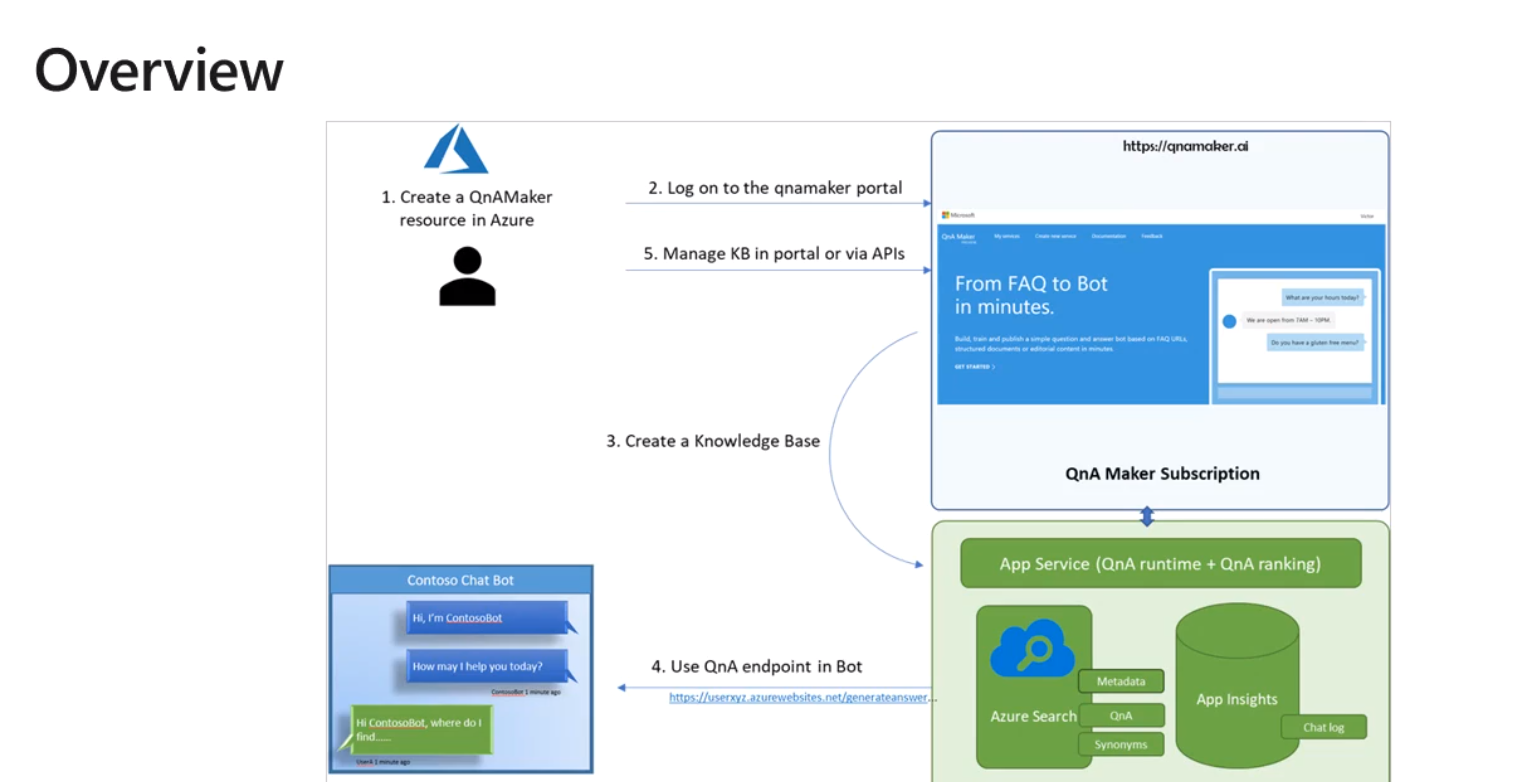 Overview
1. Create a QnAMaker
resource in Azure
2. Log on to the qnamaker portal
5. Manage KB in portal or via APIs
https://qnamaker.ai
Microsoft
QnA Maker
My services
Create new service
Documentation
Feedback
From FAQ to Bot
in minutes.
Build, train and publish a simple question and answer bot based on FAQ URLs,
structured documents or editorial content in minutes.
GET STARTED >
What are your hours today?
We are open from 7AM – 10PM.
Do you have a gluten free menu?
3. Create a Knowledge Base
QnA Maker Subscription
App Service (QnA runtime + QnA ranking)
Contoso Chat Bot
Hi, I'm ContosoBot
How may I help you today?
ContosoBot 1 minute ago
Hi ContosoBot, where do I
find......
UserA 1 minute ago
4. Use QnA endpoint in Bot
https://userxyz.azurewebsites.net/generateanswer...
Azure Search
Metadata
QnA
Synonyms
App Insights
Chat log